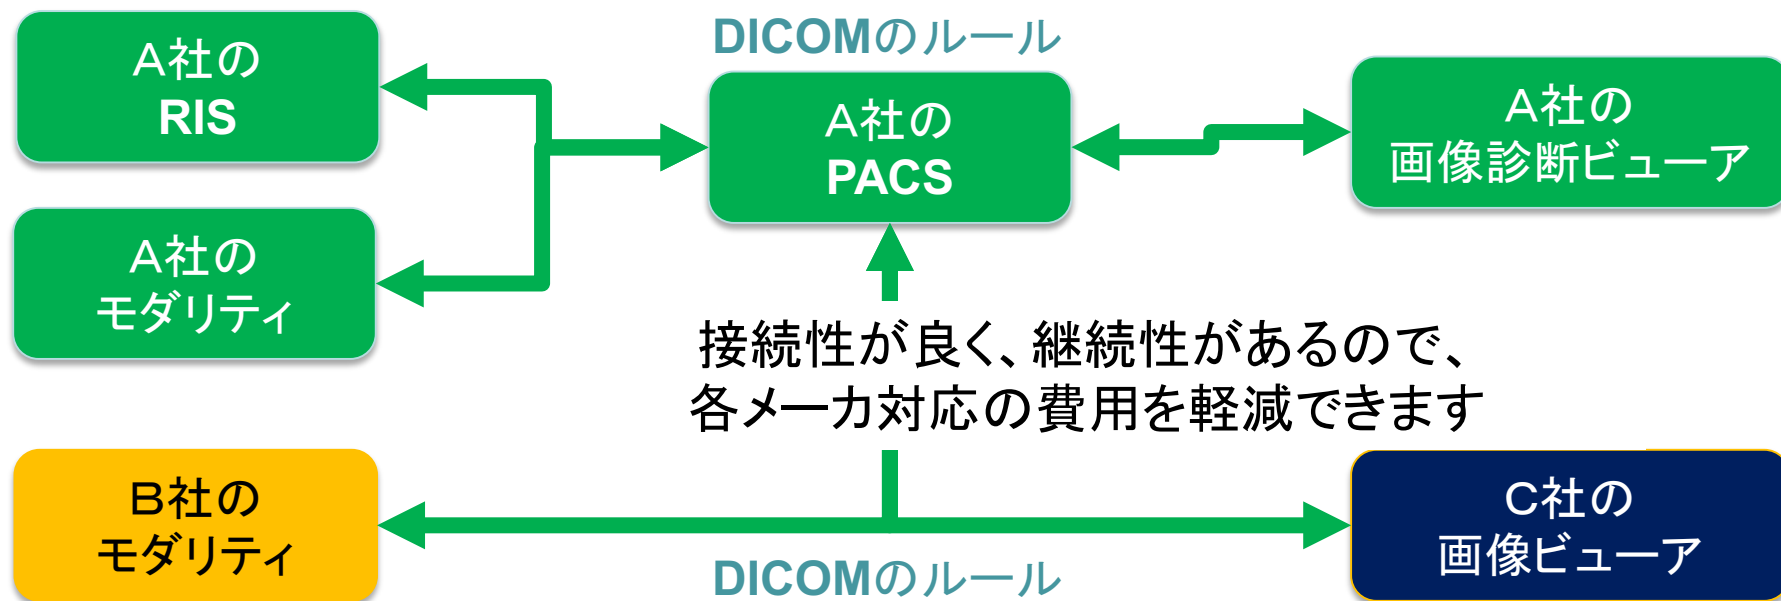 DICOMのルール
A社の
RIS
A社の
PACS
A社の
画像診断ビューア
A社の
モダリティ
接続性が良く、継続性があるので、
各メーカ対応の費用を軽減できます
B社の
モダリティ
C社の
画像ビューア
DICOMのルール